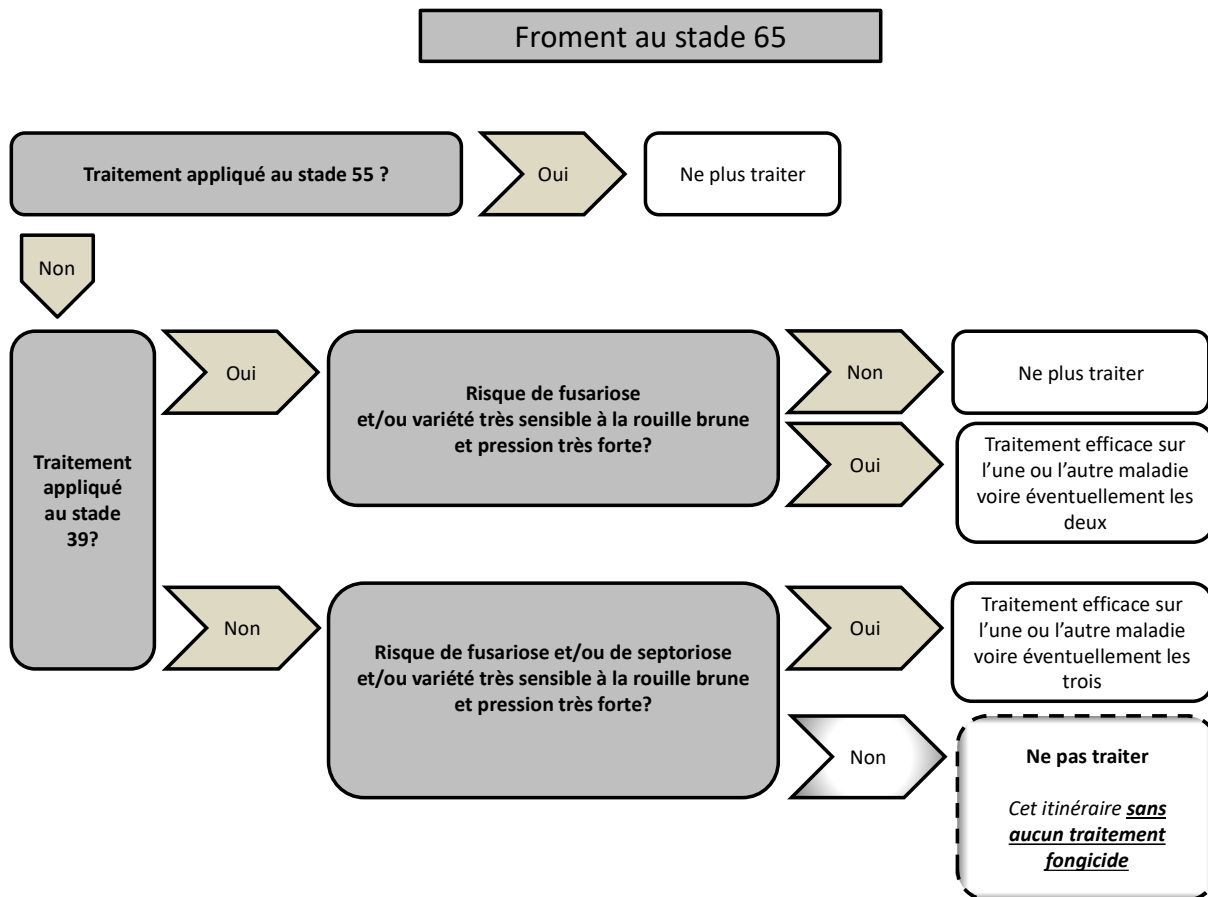 Froment au stade 65
Traitement appliqué au stade 55 ?
Oui
Ne plus traiter
Non
Traitement
appliqué
au stade
39?
Oui
Risque de fusariose
et/ou variété très sensible à la rouille brune
et pression très forte?
Non
Ne plus traiter
Oui
Traitement efficace sur
l’une ou l’autre maladie
voire éventuellement les
deux
Non
Risque de fusariose et/ou de septoriose
et/ou variété très sensible à la rouille brune
et pression très forte?
Oui
Traitement efficace sur
l’une ou l’autre maladie
voire éventuellement les
trois
Non
Ne pas traiter
Cet itinéraire sans
aucun traitement
fongicide